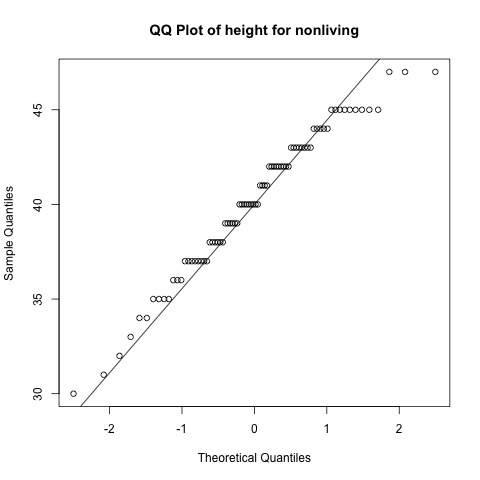 QQ Plot of height for nonliving
Sample Quantiles
45
40
35
30
-2 -1 0 1 2
Theoretical Quantiles